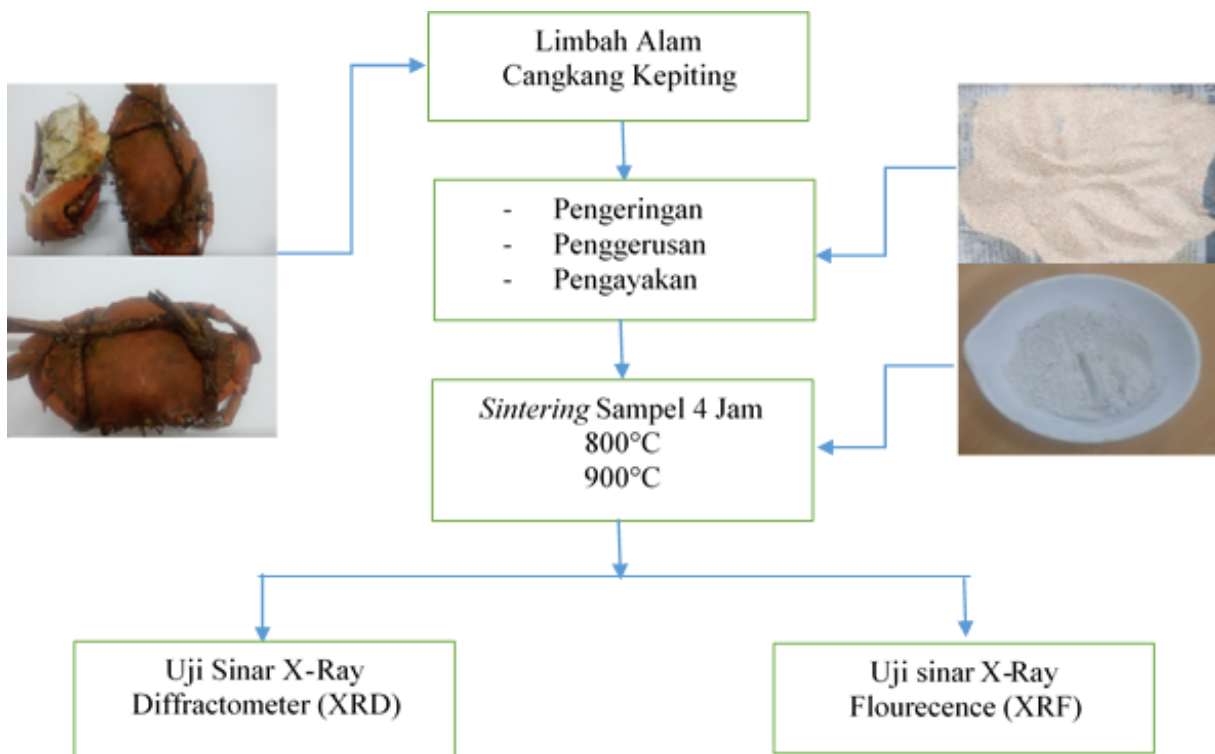 Limbah Alam
Cangkang Kepiting
- Pengeringan
- Penggerusan
- Pengayakan
Sintering Sampel 4 Jam
800°C
900°C
Uji Sinar X-Ray
Diffractometer (XRD)
Uji sinar X-Ray
Flourecence (XRF)